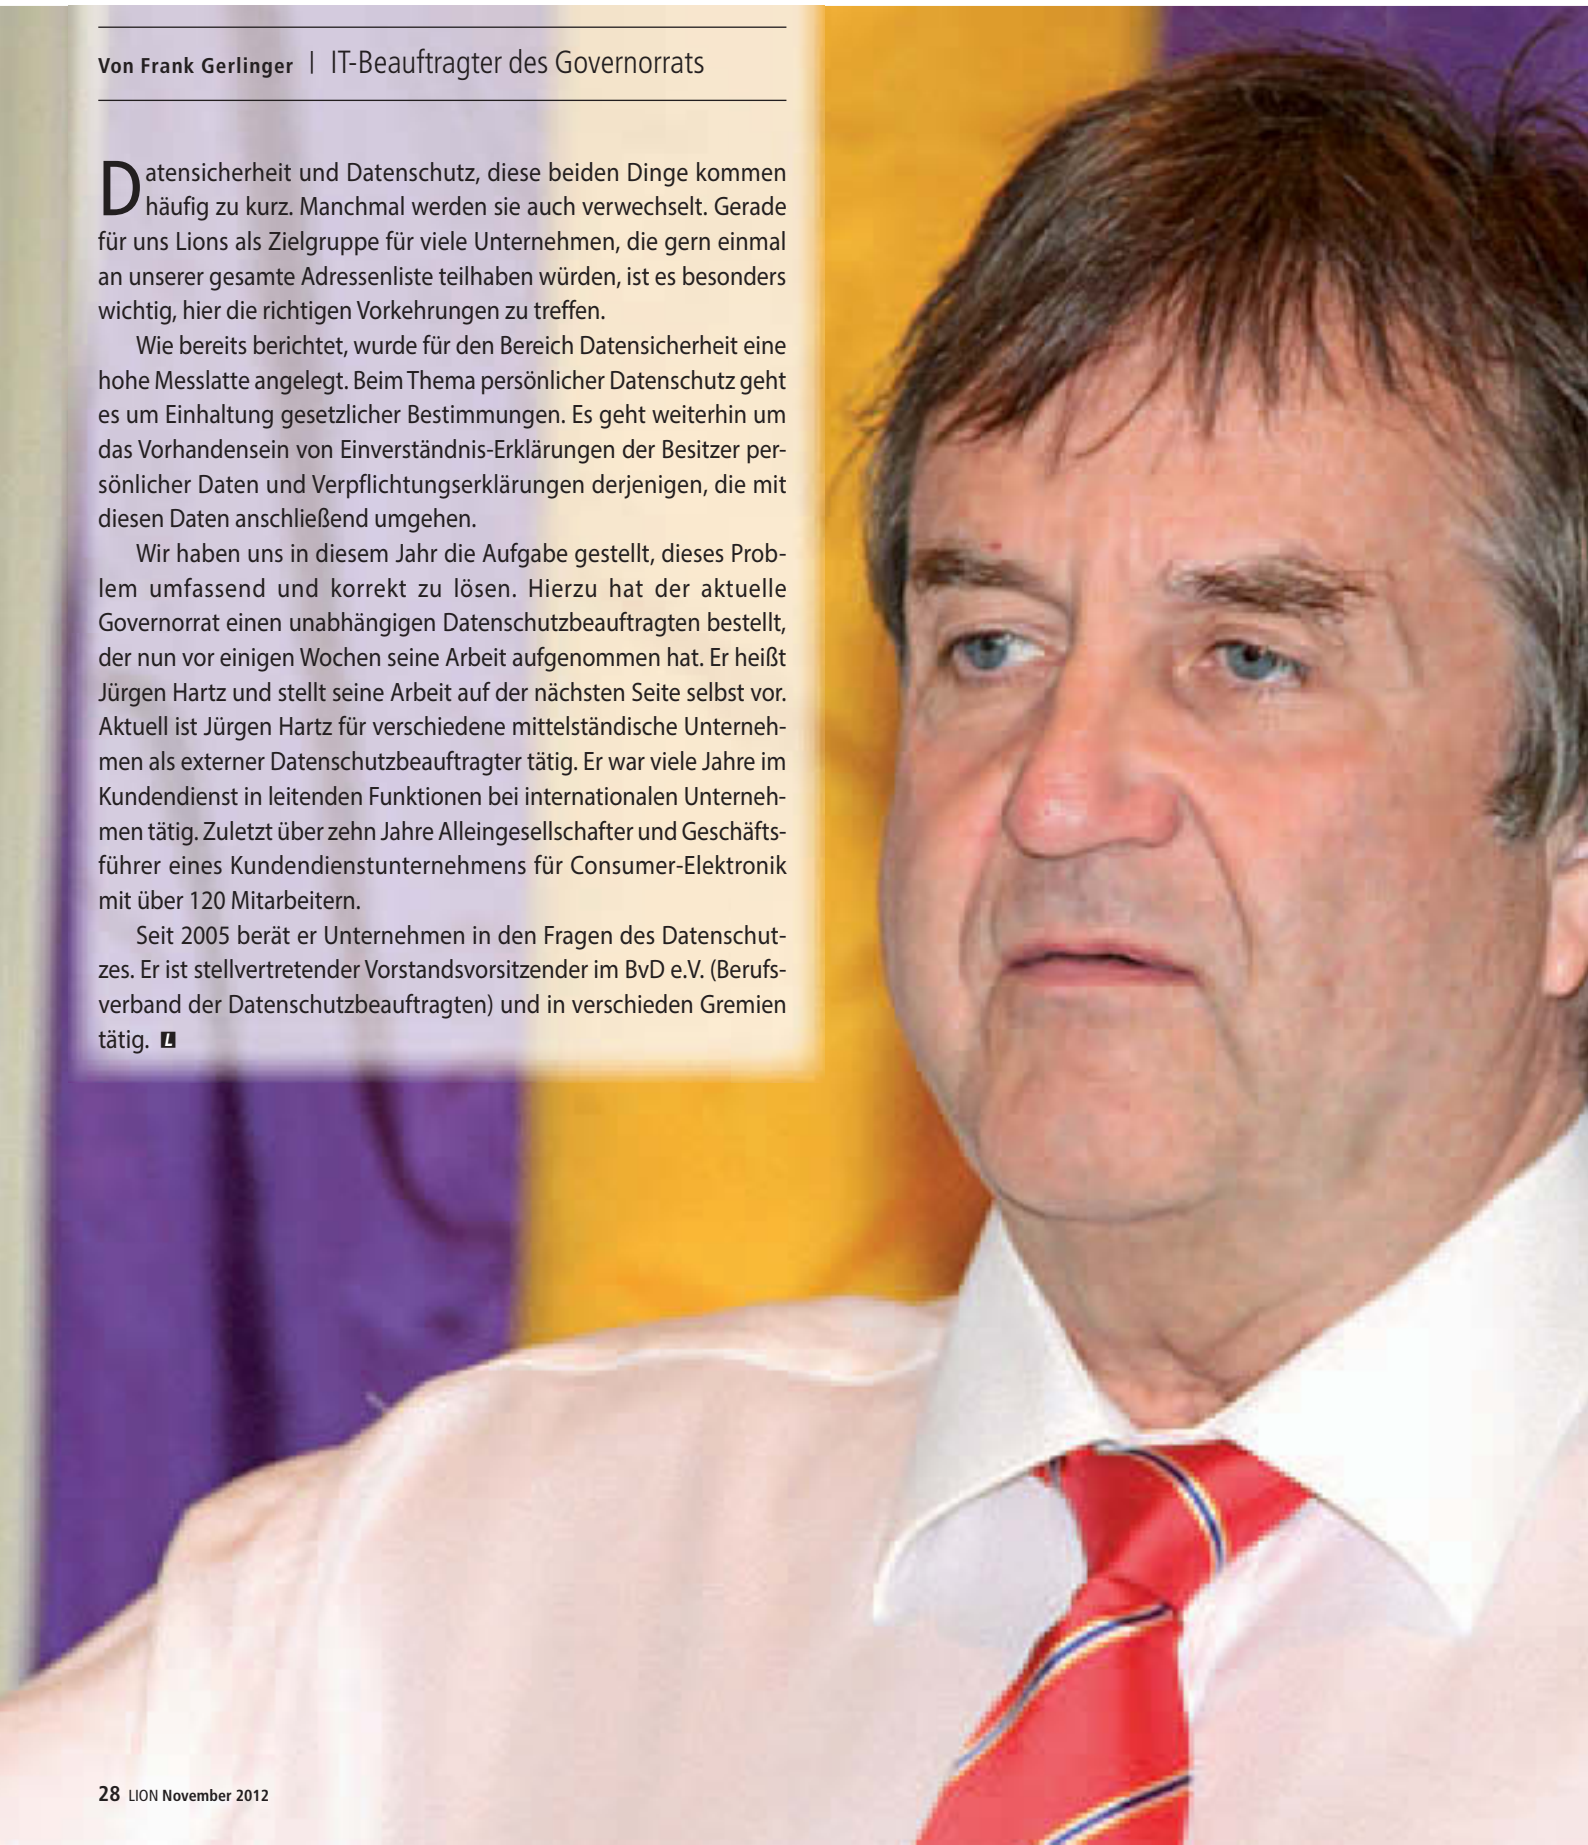 Von Frank Gerlinger | IT-Beauftragter des Governorrats
Datensicherheit und Datenschutz, diese beiden Dinge kommen
häufig zu kurz. Manchmal werden sie auch verwechselt. Gerade
für uns Lions als Zielgruppe für viele Unternehmen, die gern einmal
an unserer gesamte Adressenliste teilhaben würden, ist es besonders
wichtig, hier die richtigen Vorkehrungen zu treffen.
Wie bereits berichtet, wurde für den Bereich Datensicherheit eine
hohe Messlatte angelegt. Beim Thema persönlicher Datenschutz geht
es um Einhaltung gesetzlicher Bestimmungen. Es geht weiterhin um
das Vorhandensein von Einverständnis-Erklärungen der Besitzer per-
sönlicher Daten und Verpflichtungserklärungen derjenigen, die mit
diesen Daten anschließend umgehen.
Wir haben uns in diesem Jahr die Aufgabe gestellt, dieses Prob-
lem umfassend und korrekt zu lösen. Hierzu hat der aktuelle
Governorrat einen unabhängigen Datenschutzbeauftragten bestellt,
der nun vor einigen Wochen seine Arbeit aufgenommen hat. Er heißt
Jürgen Hartz und stellt seine Arbeit auf der nächsten Seite selbst vor.
Aktuell ist Jürgen Hartz für verschiedene mittelständische Unterneh-
men als externer Datenschutzbeauftragter tätig. Er war viele Jahre im
Kundendienst in leitenden Funktionen bei internationalen Unterneh-
men tätig. Zuletzt über zehn Jahre Alleingesellschafter und Geschäfts-
führer eines Kundendienstunternehmens für Consumer-Elektronik
mit über 120 Mitarbeitern.
Seit 2005 berät er Unternehmen in den Fragen des Datenschut-
zes. Er ist stellvertretender Vorstandsvorsitzender im BvD e.V. (Berufs-
verband der Datenschutzbeauftragten) und in verschieden Gremien
tätig. L
28 LION November 2012